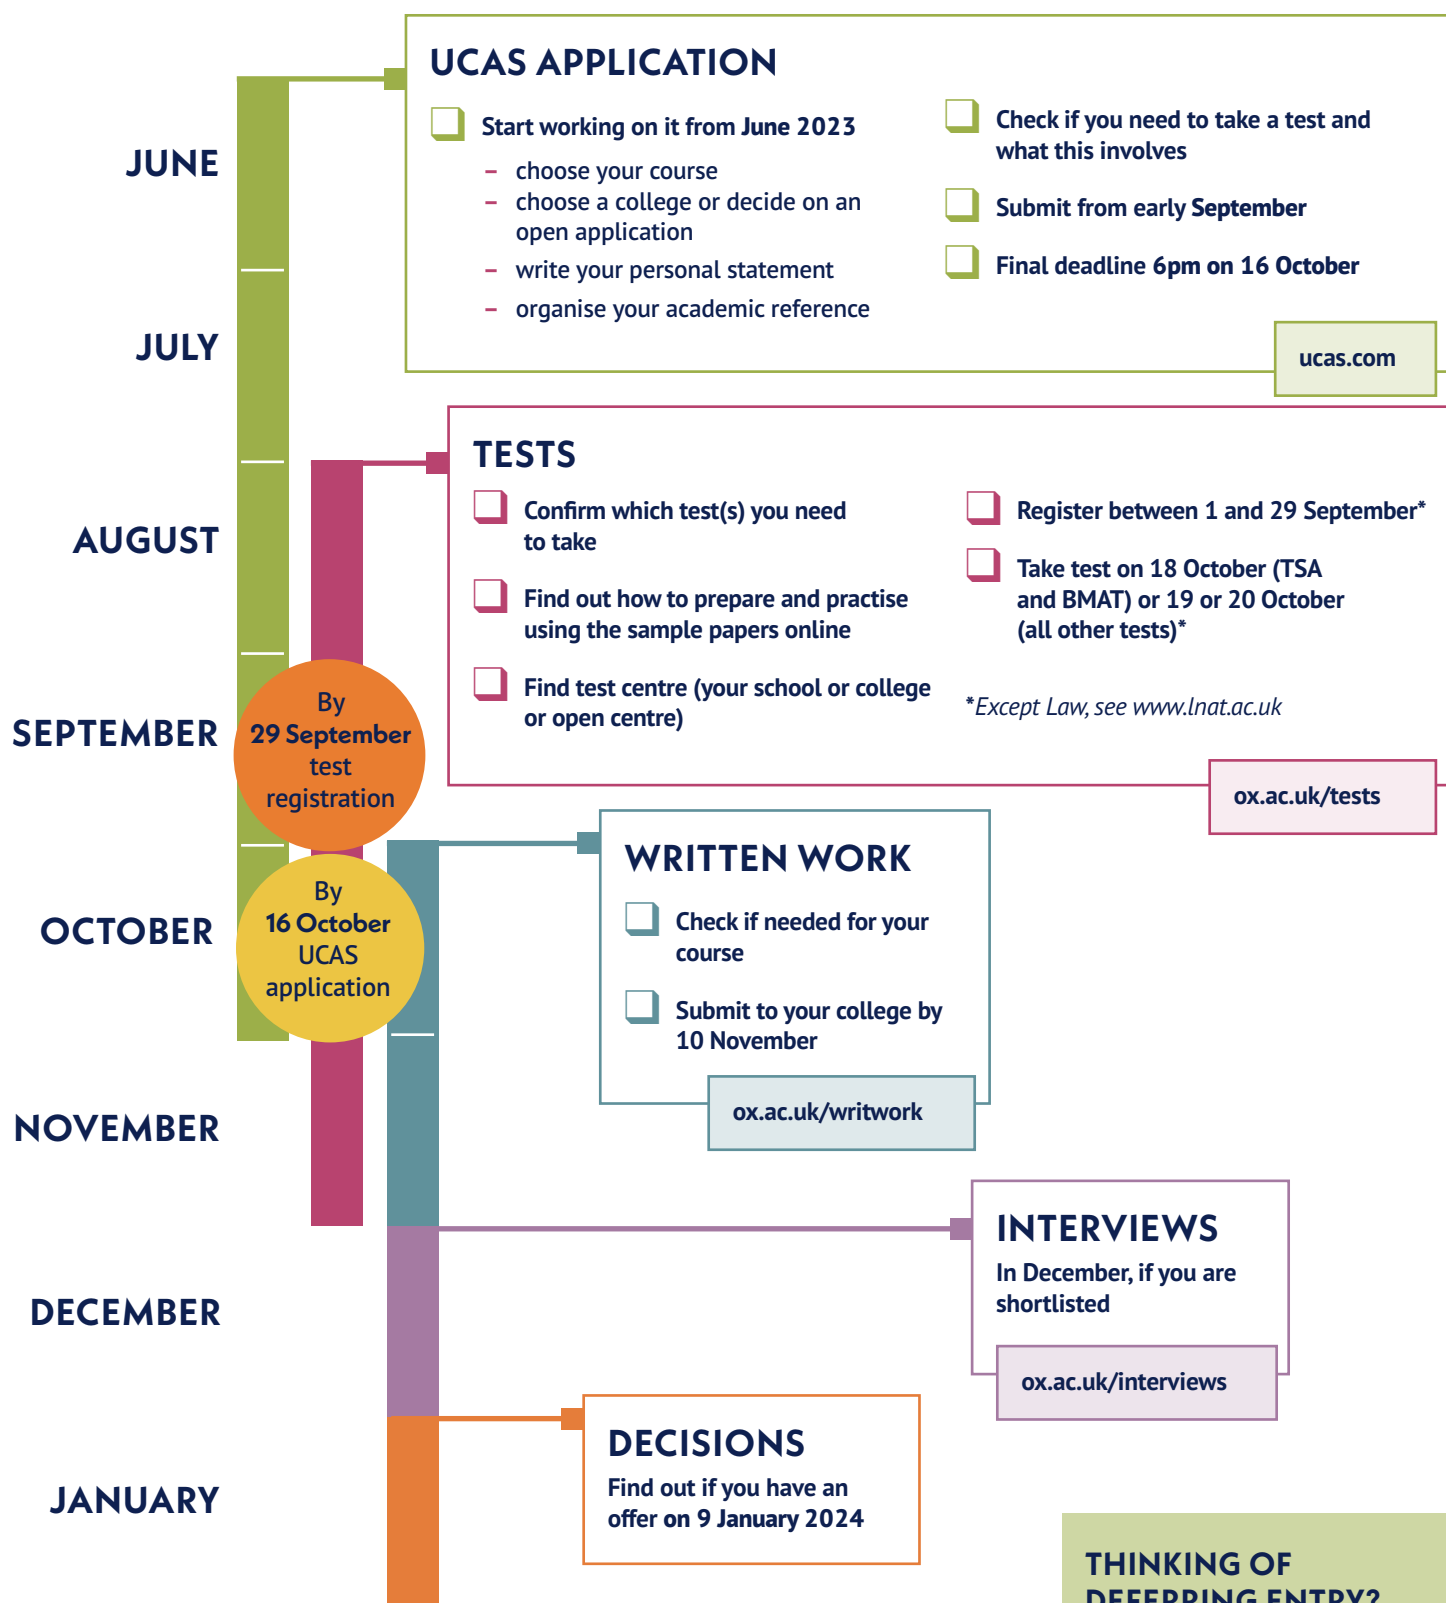 UCAS APPLICATION
Start working on it from June 2023
– choose your course
– choose a college or decide on an
open application
– write your personal statement
– organise your academic reference
Check if you need to take a test and
what this involves
Submit from early September
Final deadline 6pm on 16 October
ucas.com
JUNE
JULY
AUGUST
SEPTEMBER
OCTOBER
NOVEMBER
DECEMBER
JANUARY
TESTS
Confirm which test(s) you need
to take
Find out how to prepare and practise
using the sample papers online
Find test centre (your school or college
or open centre)
Register between 1 and 29 September*
Take test on 18 October (TSA
and BMAT) or 19 or 20 October
(all other tests)*
*Except Law, see www.lnat.ac.uk
ox.ac.uk/tests
By
29 September
test
registration
By
16 October
UCAS
application
WRITTEN WORK
Check if needed for your
course
Submit to your college by
10 November
ox.ac.uk/writwork
INTERVIEWS
In December, if you are
shortlisted
ox.ac.uk/interviews
DECISIONS
Find out if you have an
offer on 9 January 2024
THINKING OF
DEFERRING ENTRY?